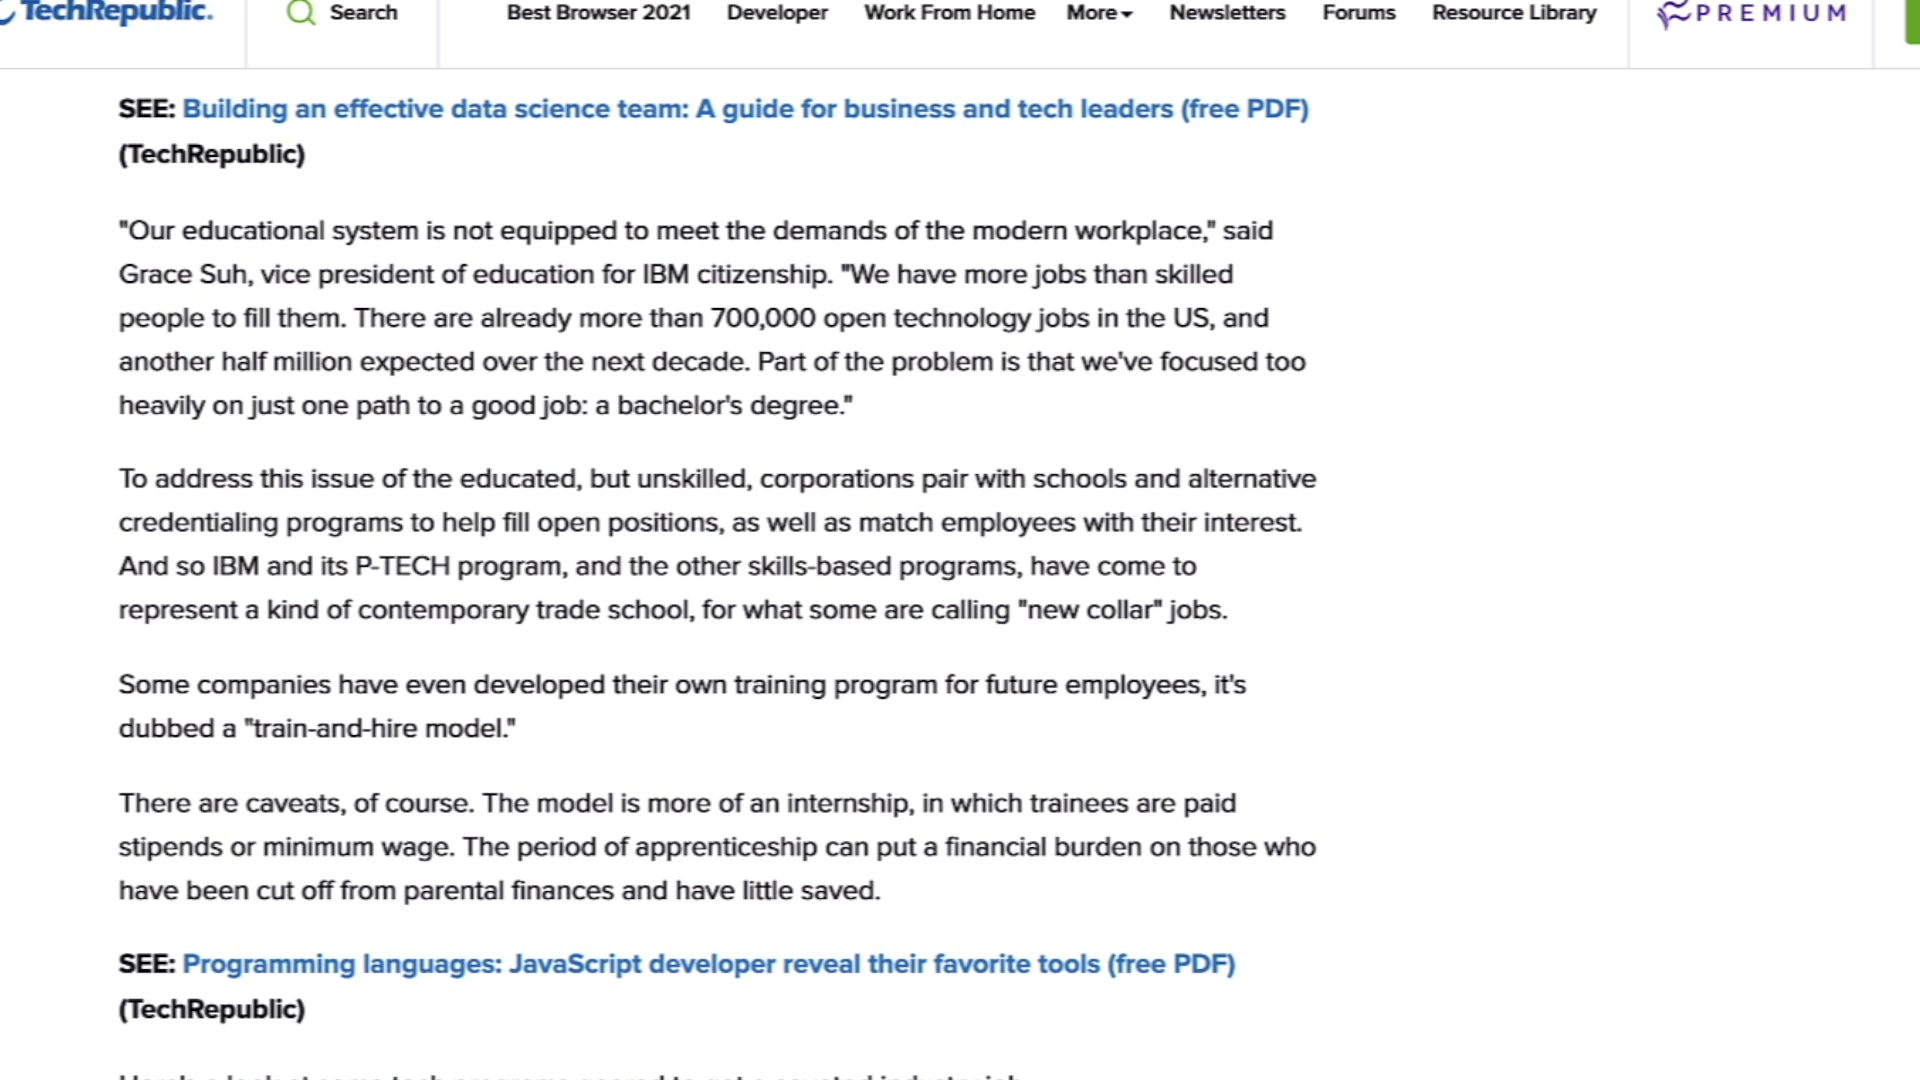 TechRepublic. Search Best Browser 2021 Developer Work From Home More Newsletters Forums Resource Library PREMIUM
SEE: Building an effective data science team: A guide for business and tech leaders (free PDF)
(TechRepublic)
"Our educational system is not equipped to meet the demands of the modern workplace," said
Grace Suh, vice president of education for IBM citizenship. "We have more jobs than skilled
people to fill them. There are already more than 700,000 open technology jobs in the US, and
another half million expected over the next decade. Part of the problem is that we've focused too
heavily on just one path to a good job: a bachelor's degree."
To address this issue of the educated, but unskilled, corporations pair with schools and alternative
credentialing programs to help fill open positions, as well as match employees with their interest.
And so IBM and its P-TECH program, and the other skills-based programs, have come to
represent a kind of contemporary trade school, for what some are calling "new collar" jobs.
Some companies have even developed their own training program for future employees, it's
dubbed a "train-and-hire model."
There are caveats, of course. The model is more of an internship, in which trainees are paid
stipends or minimum wage. The period of apprenticeship can put a financial burden on those who
have been cut off from parental finances and have little saved.
SEE: Programming languages: JavaScript developer reveal their favorite tools (free PDF)
(TechRepublic)